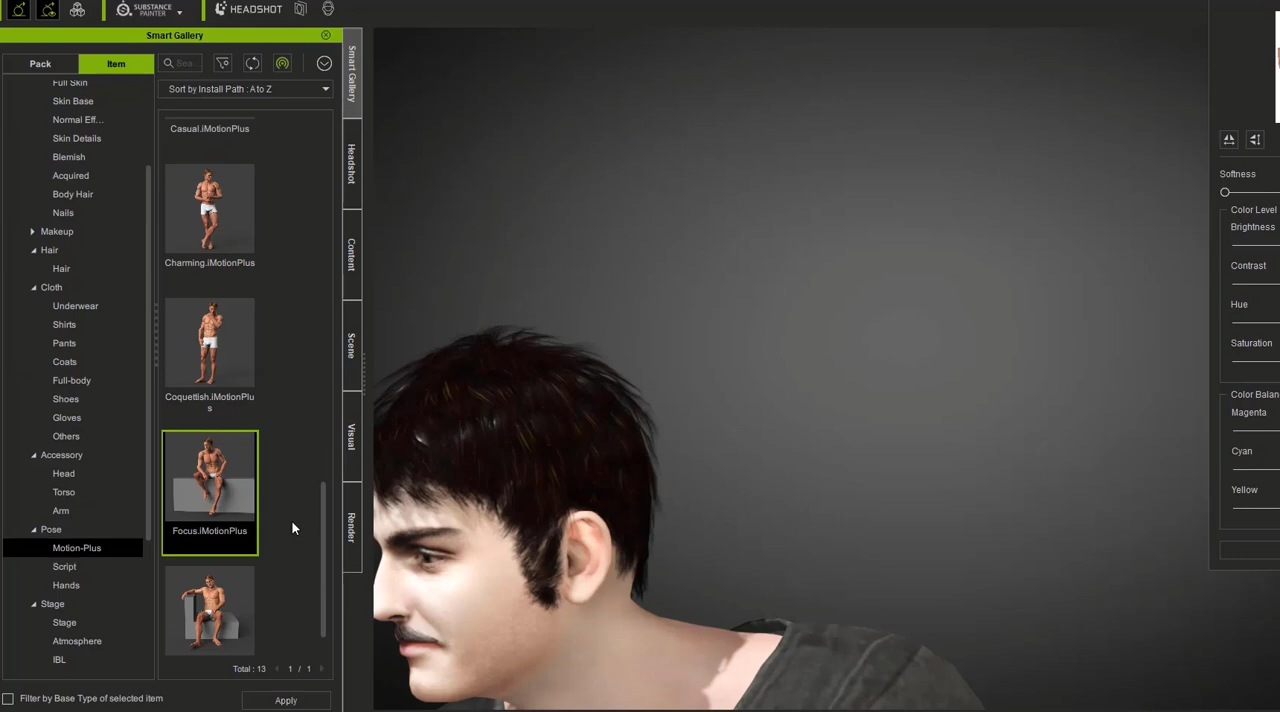 SUBSTANCE
PAINTER
HEADSHOT
Smart Gallery
Pack
Item
Sea
Sort by Install Path : A to Z
Full Skin
Skin Base
Normal Eff...
Skin Details
Blemish
Acquired
Body Hair
Nails
Makeup
Hair
Hair
Cloth
Underwear
Shirts
Pants
Coats
Full-body
Shoes
Gloves
Others
Accessory
Head
Torso
Arm
Pose
Motion-Plus
Script
Hands
Stage
Stage
Atmosphere
IBL
Casual.iMotionPlus
Charming.iMotionPlus
Coquettish.iMotionPlu
s
Focus.iMotionPlus
Total : 13
1 / 1
Filter by Base Type of selected item
Apply
Smart Gallery
Headshot
Content
Scene
Visual
Render
Softness
Color Level
Brightness
Contrast
Hue
Saturation
Color Balan
Magenta
Cyan
Yellow